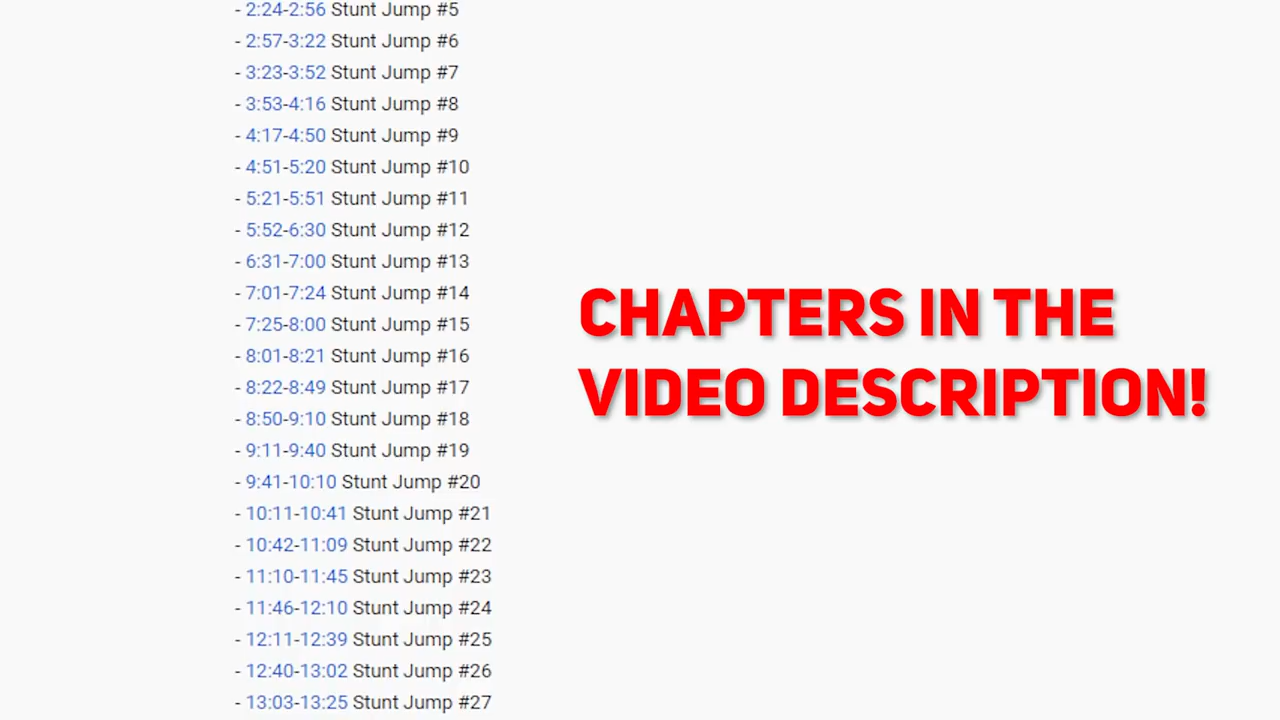 - 2:24-2:56 Stunt Jump #5
- 2:57-3:22 Stunt Jump #6
- 3:23-3:52 Stunt Jump #7
- 3:53-4:16 Stunt Jump #8
- 4:17-4:50 Stunt Jump #9
- 4:51-5:20 Stunt Jump #10
- 5:21-5:51 Stunt Jump #11
- 5:52-6:30 Stunt Jump #12
- 6:31-7:00 Stunt Jump #13
- 7:01-7:24 Stunt Jump #14
- 7:25-8:00 Stunt Jump #15
- 8:01-8:21 Stunt Jump #16
- 8:22-8:49 Stunt Jump #17
- 8:50-9:10 Stunt Jump #18
- 9:11-9:40 Stunt Jump #19
- 9:41-10:10 Stunt Jump #20
- 10:11-10:41 Stunt Jump #21
- 10:42-11:09 Stunt Jump #22
- 11:10-11:45 Stunt Jump #23
- 11:46-12:10 Stunt Jump #24
- 12:11-12:39 Stunt Jump #25
- 12:40-13:02 Stunt Jump #26
- 13:03-13:25 Stunt Jump #27
CHAPTERS IN THE
VIDEO DESCRIPTION!